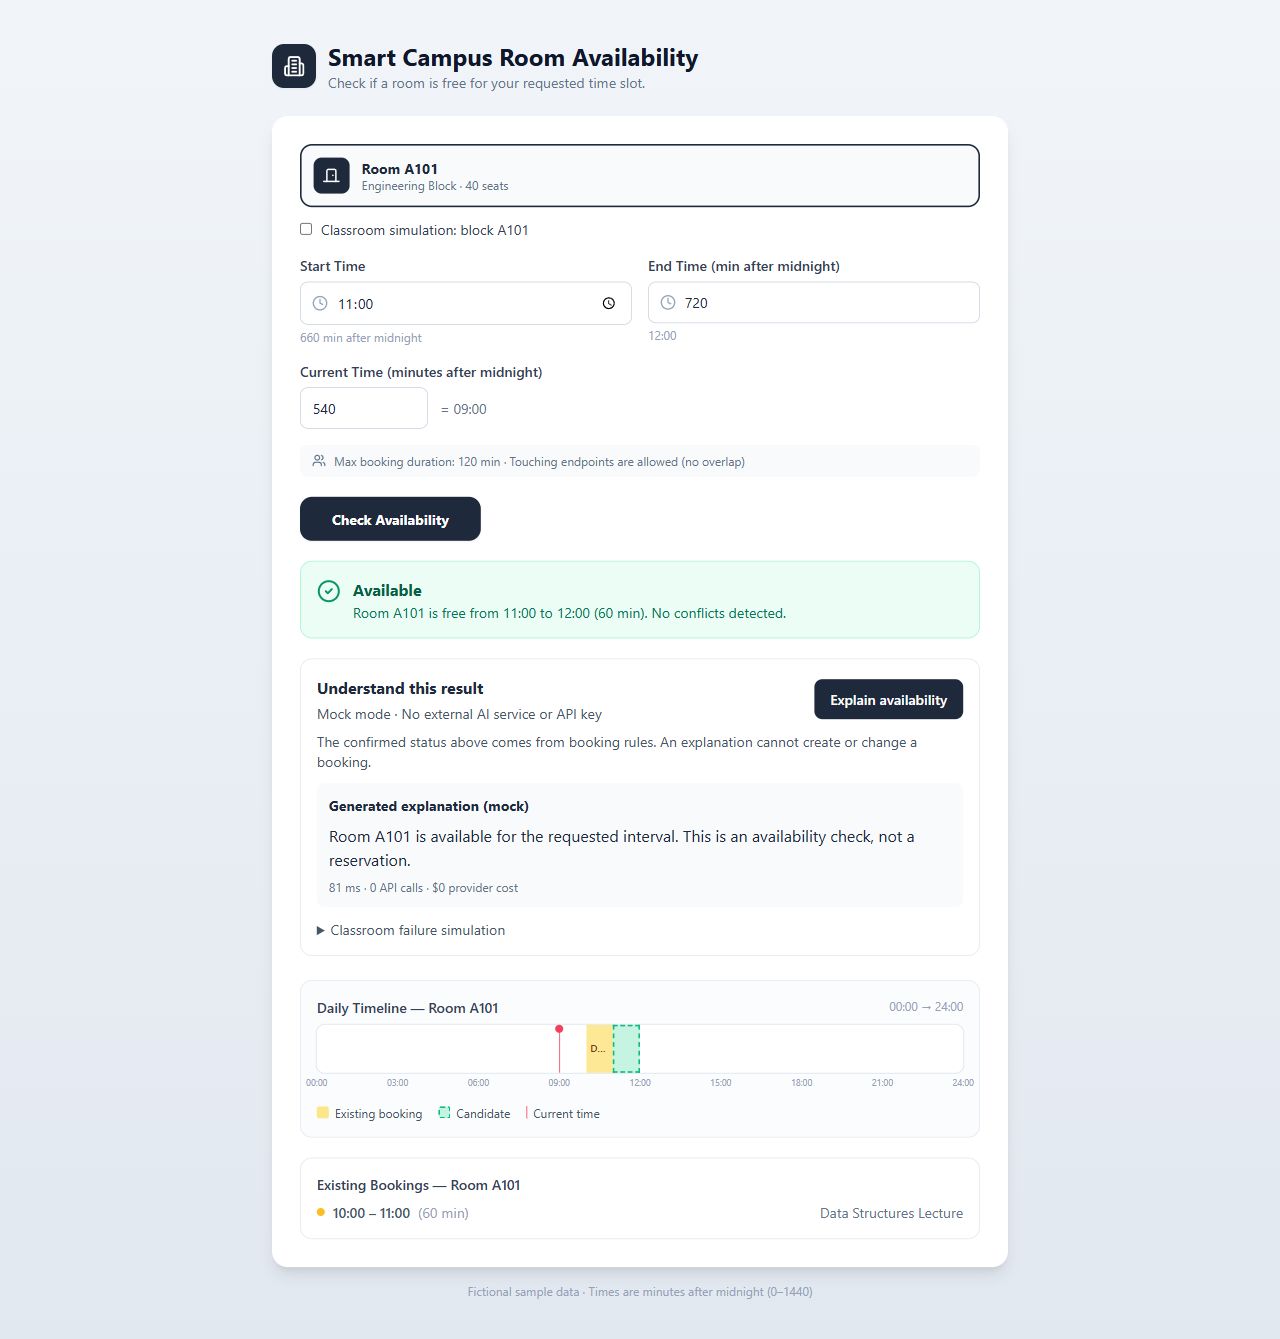 Smart Campus Room Availability
Check if a room is free for your requested time slot.
Room A101
Engineering Block · 40 seats
Classroom simulation: block A101
Start Time
End Time (min after midnight)
11:00
720
660 min after midnight
12:00
Current Time (minutes after midnight)
540
= 09:00
Max booking duration: 120 min · Touching endpoints are allowed (no overlap)
Check Availability
Available
Room A101 is free from 11:00 to 12:00 (60 min). No conflicts detected.
Understand this result
Explain availability
Mock mode · No external AI service or API key
The confirmed status above comes from booking rules. An explanation cannot create or change a
booking.
Generated explanation (mock)
Room A101 is available for the requested interval. This is an availability check, not a
reservation.
81 ms · 0 API calls · $0 provider cost
Classroom failure simulation
Daily Timeline — Room A101
00:00 → 24:00
D...
00:00 03:00 06:00 09:00 12:00 15:00 18:00 21:00 24:00
Existing booking Candidate Current time
Existing Bookings — Room A101
10:00 – 11:00 (60 min) Data Structures Lecture
Fictional sample data · Times are minutes after midnight (0–1440)